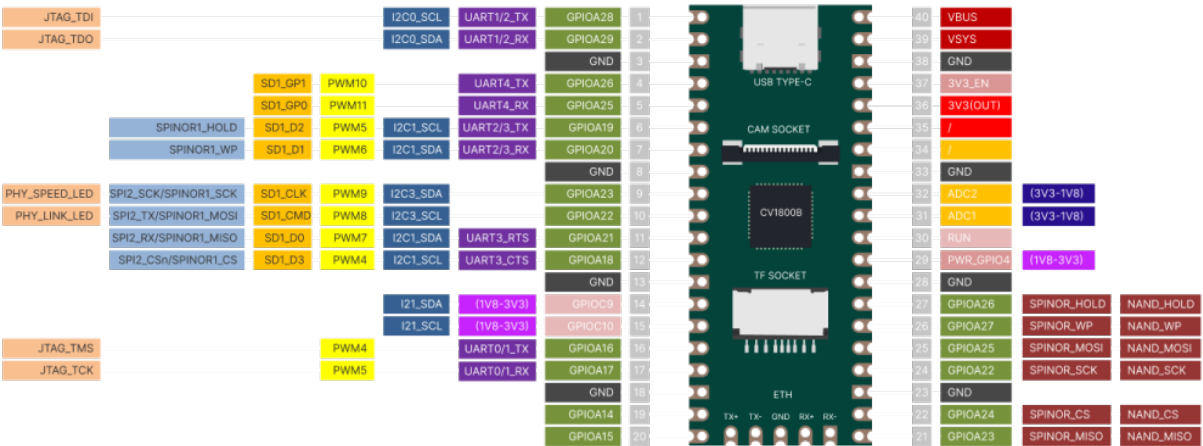 JTAG_TDI I2C0_SCL UART1/2_TX GPIOA28 1 40 VBUS
JTAG_TDO I2C0_SDA UART1/2_RX GPIOA29 2 39 VSYS
GND 3 38 GND
SD1_GP1 PWM10 UART4_TX GPIOA26 4 USB TYPE-C 37 3V3_EN
SD1_GP0 PWM11 UART4_RX GPIOA25 5 36 3V3(OUT)
SPINOR1_HOLD SD1_D2 PWM5 I2C1_SCL UART2/3_TX GPIOA19 6 CAM SOCKET 35 /
SPINOR1_WP SD1_D1 PWM6 I2C1_SDA UART2/3_RX GPIOA20 7 34 /
GND 8 33 GND
PHY_SPEED_LED SPI2_SCK/SPINOR1_SCK SD1_CLK PWM9 I2C3_SDA GPIOA23 9 32 ADC2 (3V3-1V8)
PHY_LINK_LED SPI2_TX/SPINOR1_MOSI SD1_CMD PWM8 I2C3_SCL GPIOA22 10 CV1800B 31 ADC1 (3V3-1V8)
SPI2_RX/SPINOR1_MISO SD1_D0 PWM7 I2C1_SDA UART3_RTS GPIOA21 11 30 RUN
SPI2_CSn/SPINOR1_CS SD1_D3 PWM4 I2C1_SCL UART3_CTS GPIOA18 12 29 PWR_GPIO4 (1V8-3V3)
GND 13 TF SOCKET 28 GND
I21_SDA (1V8-3V3) GPIOC9 14 27 GPIOA26 SPINOR_HOLD NAND_HOLD
I21_SCL (1V8-3V3) GPIOC10 15 26 GPIOA27 SPINOR_WP NAND_WP
JTAG_TMS PWM4 UART0/1_TX GPIOA16 16 25 GPIOA25 SPINOR_MOSI NAND_MOSI
JTAG_TCK PWM5 UART0/1_RX GPIOA17 17 24 GPIOA22 SPINOR_SCK NAND_SCK
GND 18 ETH 23 GND
GPIOA14 19 TX+ TX- GND RX+ RX- 22 GPIOA24 SPINOR_CS NAND_CS
GPIOA15 20 21 GPIOA23 SPINOR_MISO NAND_MISO